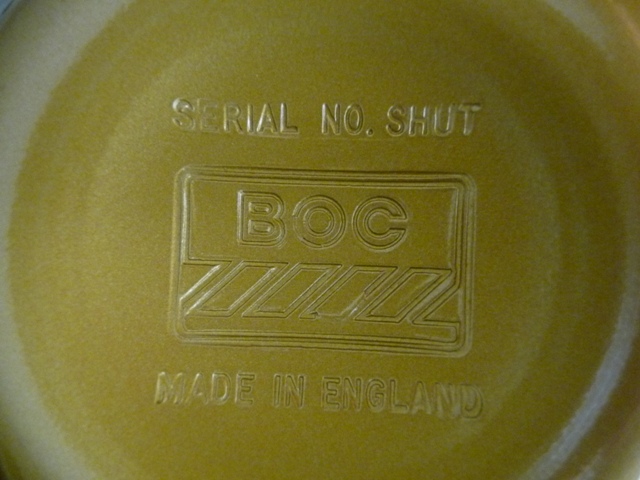 SERIAL NO. SHUT
BOC
MADE IN ENGLAND